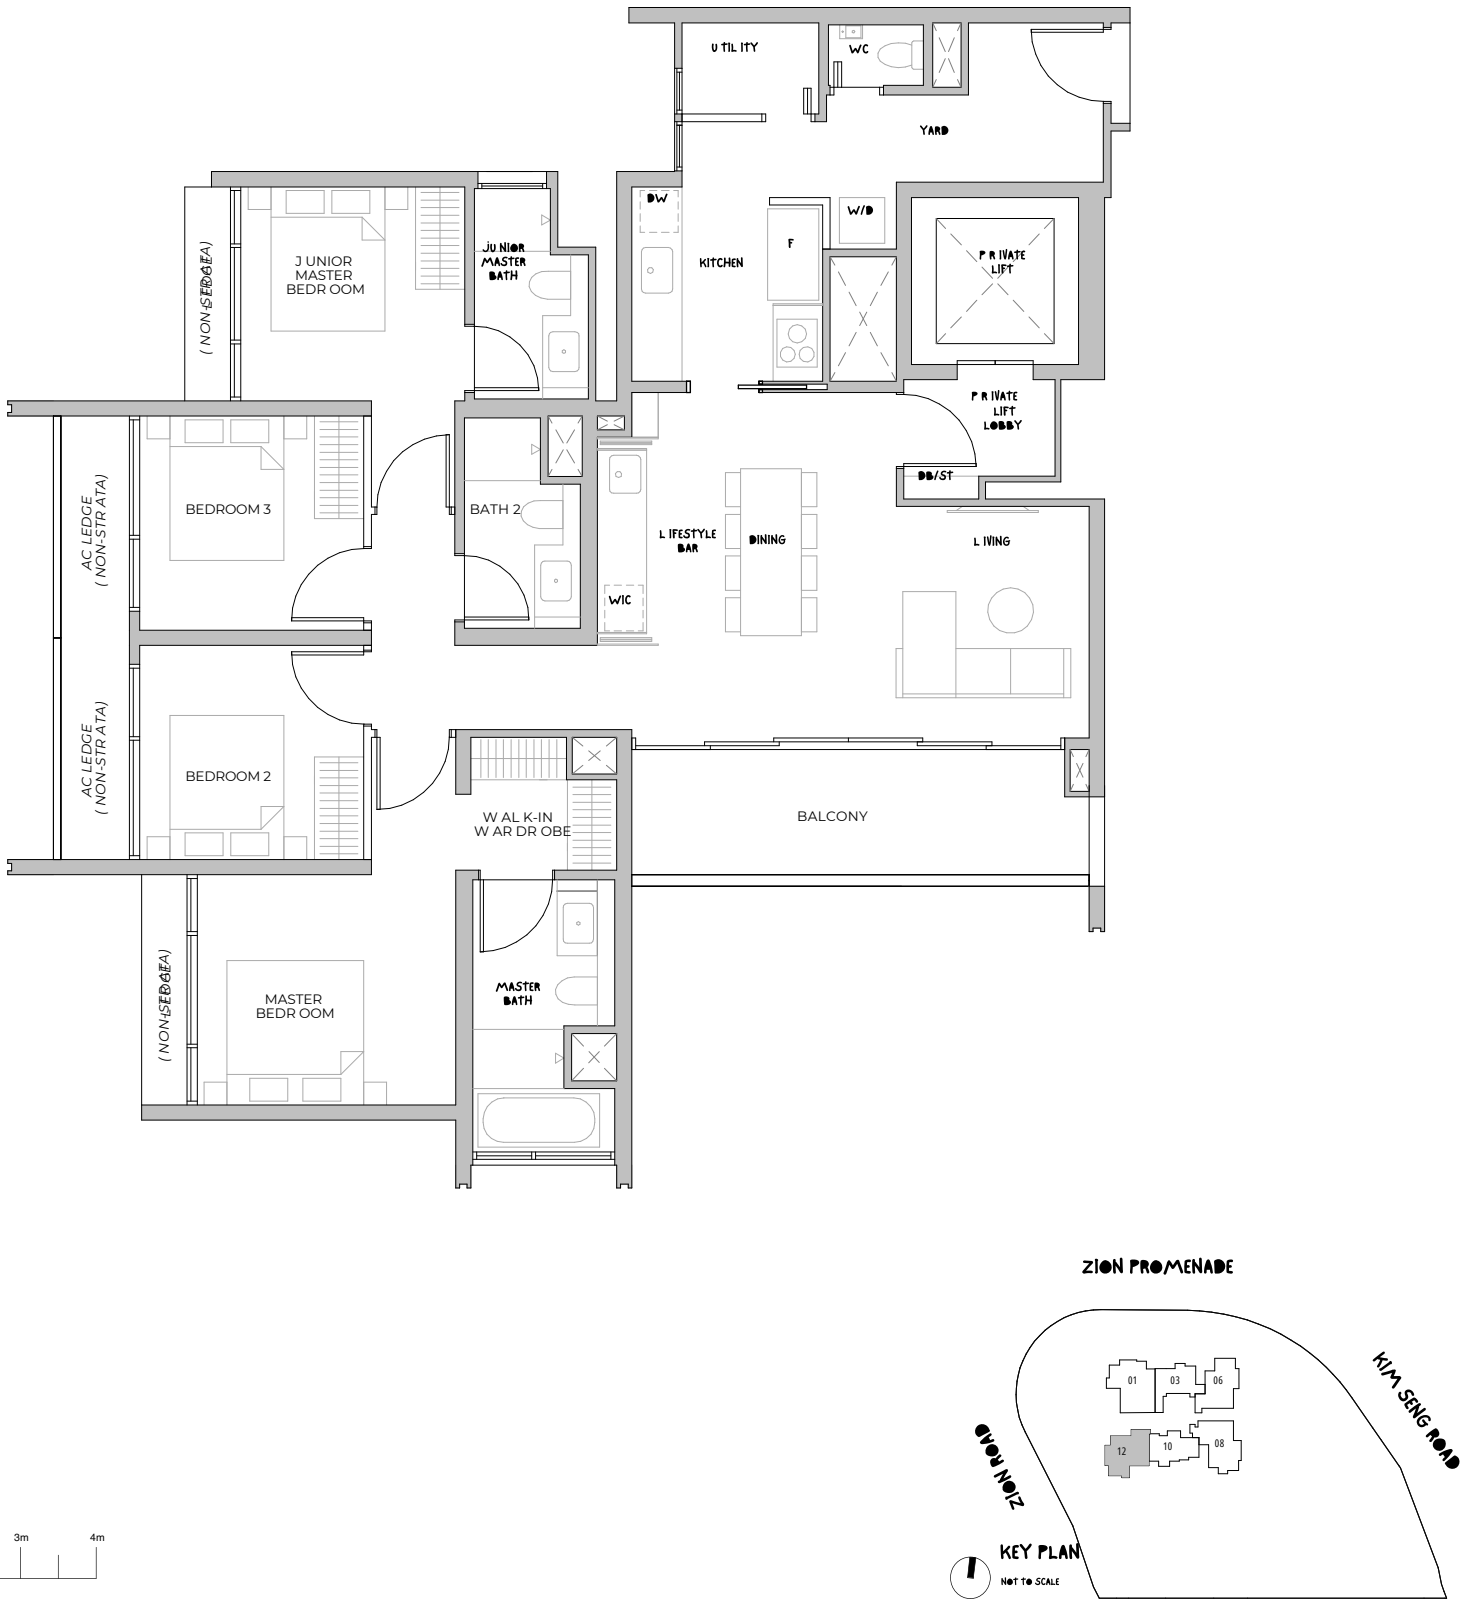 UTILITY
WC
YARD
DW
W/D
F
KITCHEN
PRIVATE
LIFT
JUNIOR
MASTER
BATH
JUNIOR
MASTER
BEDROOM
(NON-STRATA)
PRIVATE
LIFT
LOBBY
DB/ST
AC LEDGE
(NON-STRATA)
BEDROOM 3
BATH 2
LIFESTYLE
BAR
DINING
LIVING
WIC
AC LEDGE
(NON-STRATA)
BEDROOM 2
WALK-IN
WARDROBE
BALCONY
(NON-STRATA)
MASTER
BEDROOM
MASTER
BATH
ZION PROMENADE
KIM SENG ROAD
ZION ROAD
01
03
06
12
10
08
KEY PLAN
NOT TO SCALE
3m
4m